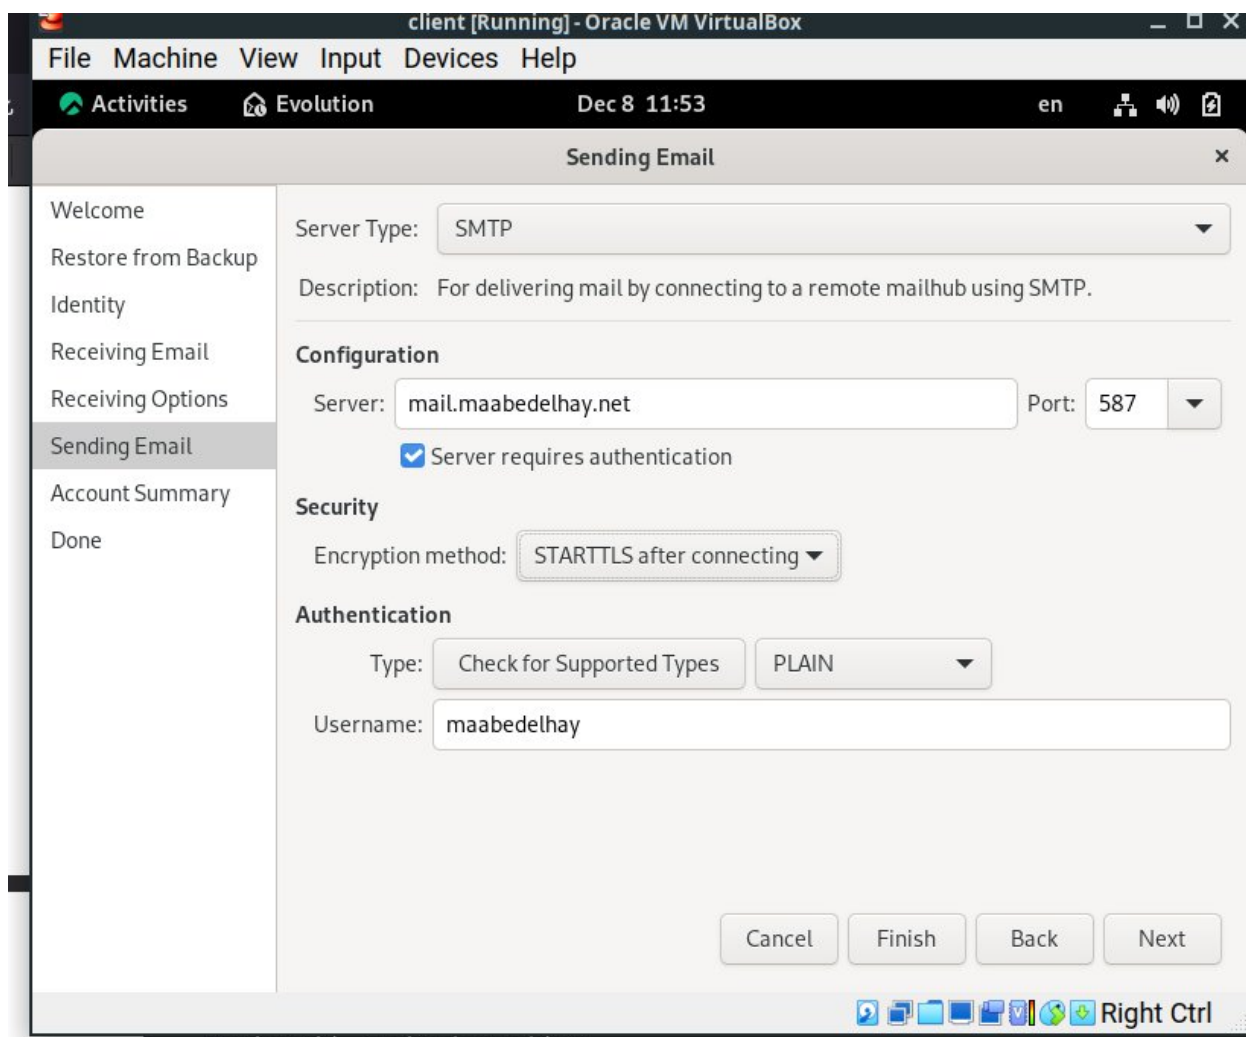 client [Running] - Oracle VM VirtualBox
File Machine View Input Devices Help
Activities Evolution Dec 8 11:53 en
Sending Email
Welcome
Restore from Backup
Identity
Receiving Email
Receiving Options
Sending Email
Account Summary
Done
Server Type: SMTP
Description: For delivering mail by connecting to a remote mailhub using SMTP.
Configuration
Server: mail.maabedelhay.net Port: 587
Server requires authentication
Security
Encryption method: STARTTLS after connecting
Authentication
Type: Check for Supported Types PLAIN
Username: maabedelhay
Cancel Finish Back Next
Right Ctrl